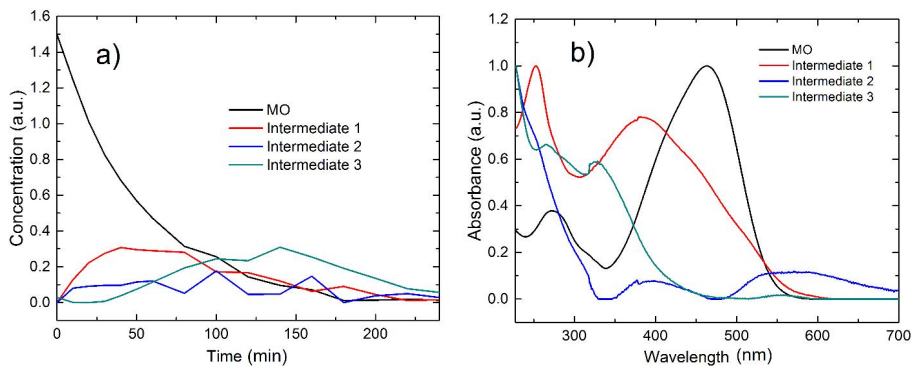 a)
1.6
1.4
1.2
1.0
0.8
0.6
0.4
0.2
0.0
Concentration (a.u.)
MO
Intermediate 1
Intermediate 2
Intermediate 3
0 50 100 150 200
Time (min)
b)
1.2
1.0
0.8
0.6
0.4
0.2
0.0
Absorbance (a.u.)
MO
Intermediate 1
Intermediate 2
Intermediate 3
300 400 500 600 700
Wavelength (nm)